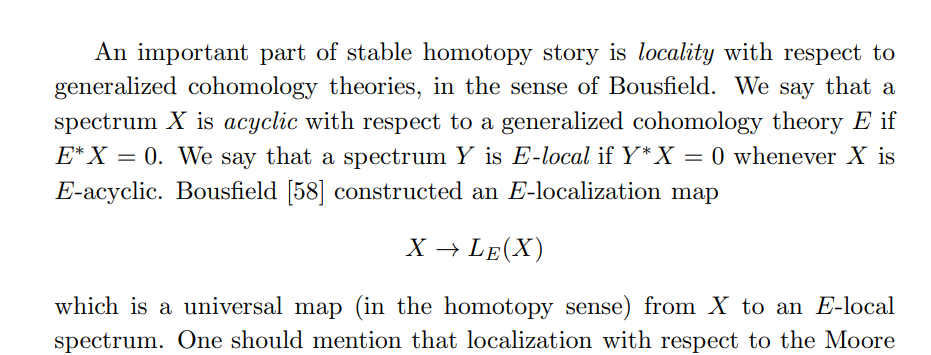 An important part of stable homotopy story is locality with respect to
generalized cohomology theories, in the sense of Bousfield. We say that a
spectrum X is acyclic with respect to a generalized cohomology theory E if
E*X = 0. We say that a spectrum Y is E-local if Y*X = 0 whenever X is
E-acyclic. Bousfield [58] constructed an E-localization map
X → L_E(X)
which is a universal map (in the homotopy sense) from X to an E-local
spectrum. One should mention that localization with respect to the Moore